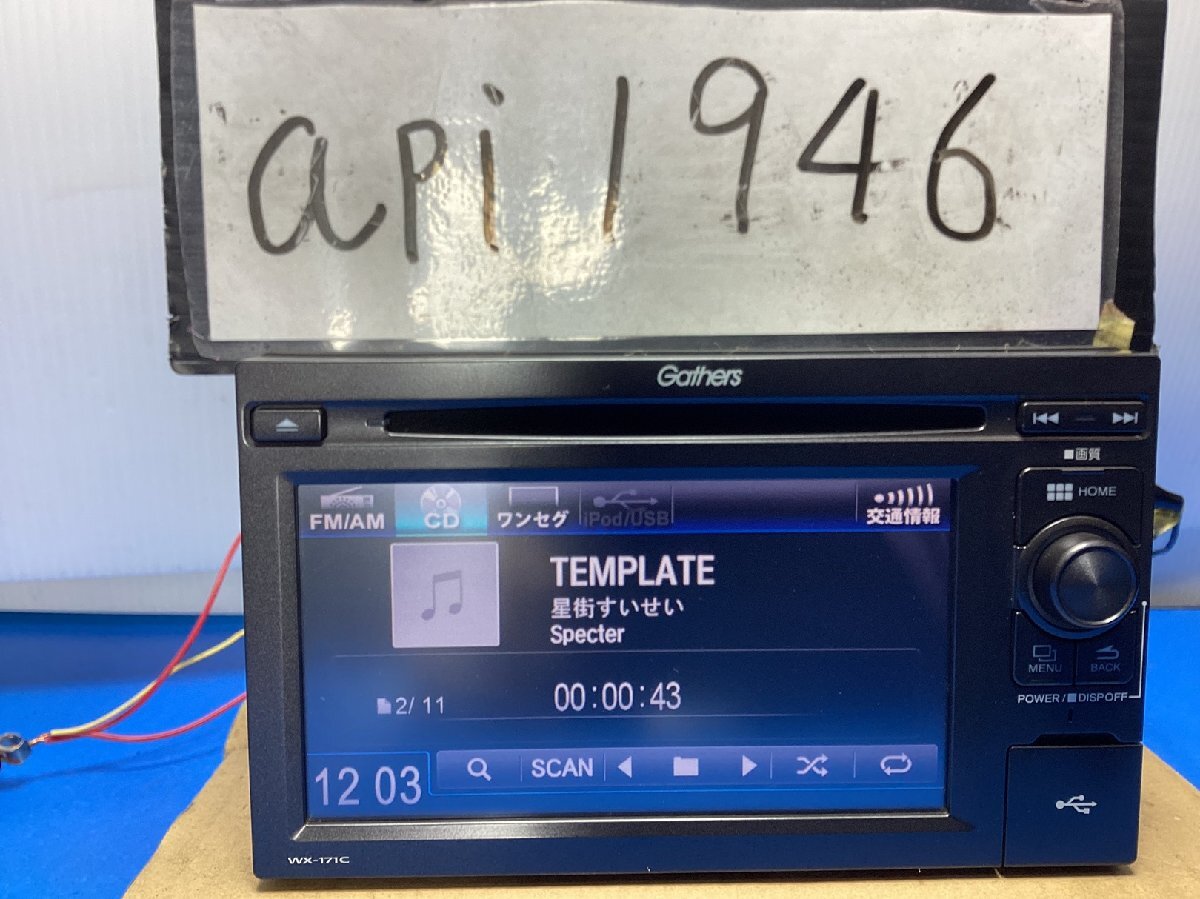 api 1946
Gathers
■画質
HOME
FM/AM CD ワンセグ iPod/USB 交通情報
TEMPLATE
星街すいせい
Specter
2/ 11 00:00:43
MENU BACK
POWER/■DISPOFF
12 03 SCAN
WX-171C